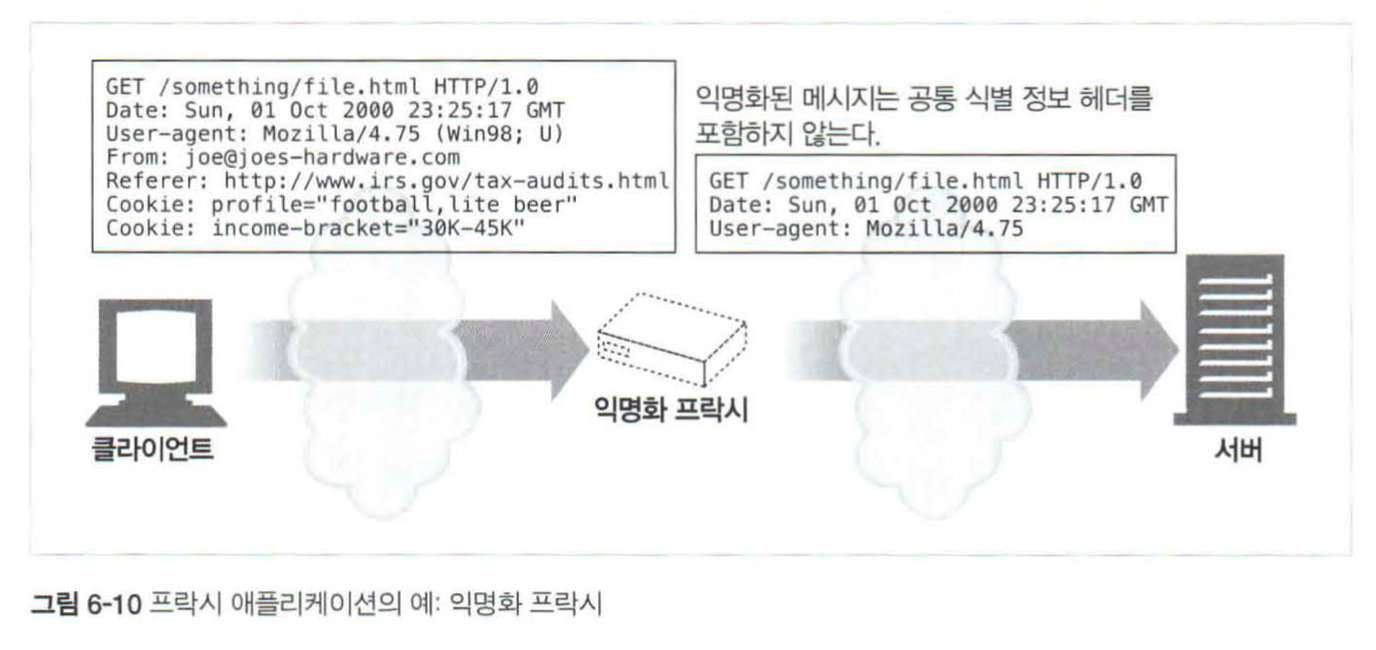 GET /something/file.html HTTP/1.0
Date: Sun, 01 Oct 2000 23:25:17 GMT
User-agent: Mozilla/4.75 (Win98; U)
From: joe@joes-hardware.com
Referer: http://www.irs.gov/tax-audits.html
Cookie: profile="football,lite beer"
Cookie: income-bracket="30K-45K"
익명화된 메시지는 공통 식별 정보 헤더를
포함하지 않는다.
GET /something/file.html HTTP/1.0
Date: Sun, 01 Oct 2000 23:25:17 GMT
User-agent: Mozilla/4.75
클라이언트
익명화 프락시
서버
그림 6-10 프락시 애플리케이션의 예: 익명화 프락시